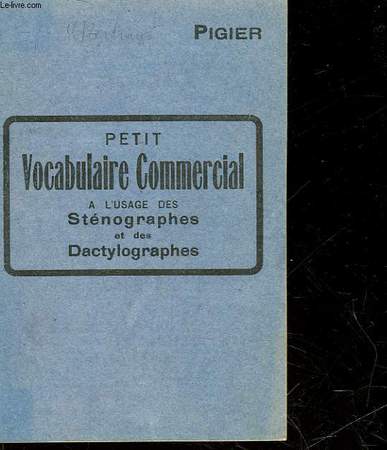 Le-livre.com
PIGIER
PETIT
Vocabulaire Commercial
A L'USAGE DES
Sténographes
et des
Dactylographes